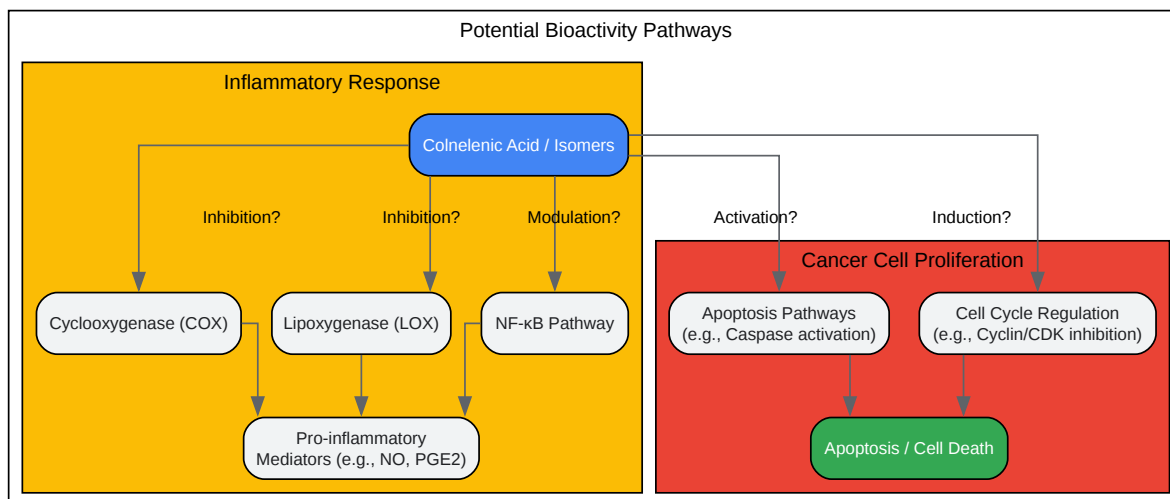 Potential Bioactivity Pathways
Inflammatory Response
Colnelenic Acid / Isomers
Inhibition?
Inhibition?
Modulation?
Activation?
Induction?
Cancer Cell Proliferation
Cyclooxygenase (COX)
Lipoxygenase (LOX)
NF-κB Pathway
Apoptosis Pathways
(e.g., Caspase activation)
Cell Cycle Regulation
(e.g., Cyclin/CDK inhibition)
Pro-inflammatory
Mediators (e.g., NO, PGE2)
Apoptosis / Cell Death